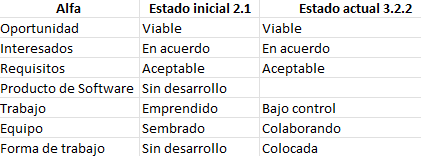 Alfa Estado inicial 2.1 Estado actual 3.2.2
Oportunidad Viable Viable
Interesados En acuerdo En acuerdo
Requisitos Aceptable Aceptable
Producto de Software Sin desarrollo
Trabajo Emprendido Bajo control
Equipo Sembrado Colaborando
Forma de trabajo Sin desarrollo Colocada